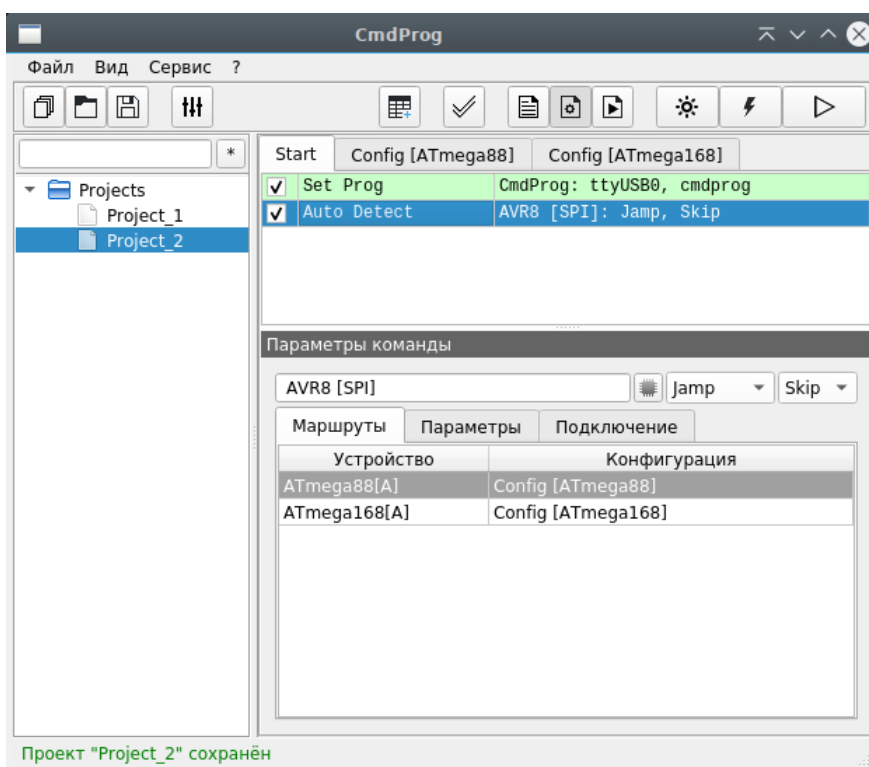 CmdProg
Файл Вид Сервис ?
*
Start Config [ATmega88] Config [ATmega168]
Projects
Project_1
Project_2
Set Prog CmdProg: ttyUSB0, cmdprog
Auto Detect AVR8 [SPI]: Jamp, Skip
Параметры команды
AVR8 [SPI] Jamp Skip
Маршруты Параметры Подключение
Устройство Конфигурация
ATmega88[A] Config [ATmega88]
ATmega168[A] Config [ATmega168]
Проект "Project_2" сохранён